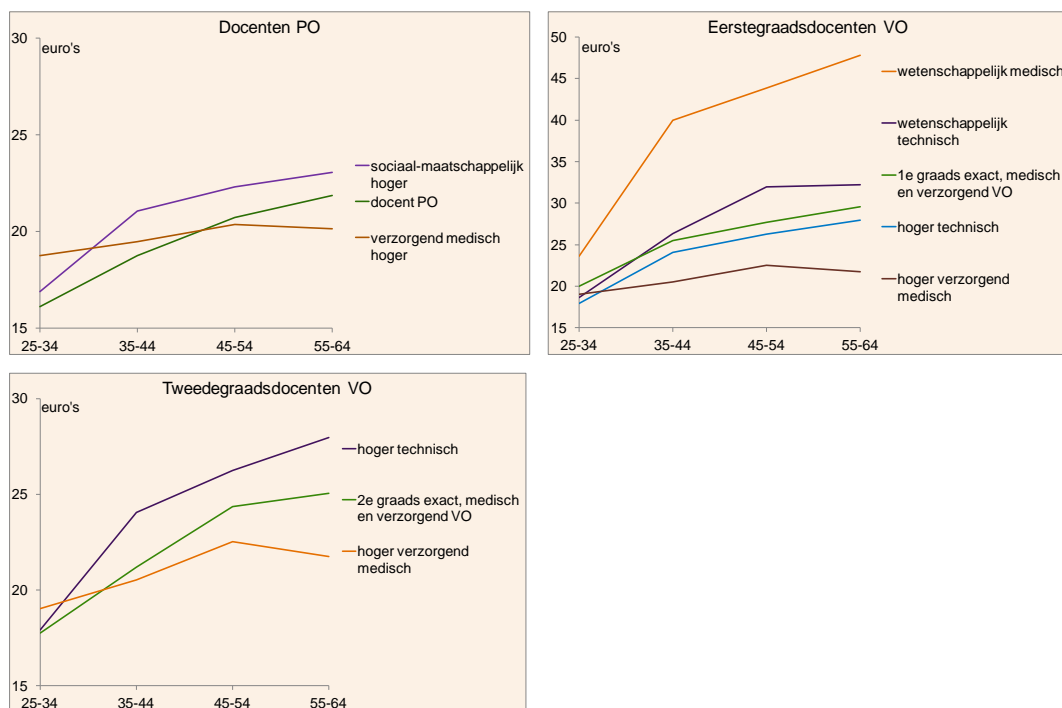 Docenten PO
euro's
30
25
20
15
25-34
35-44
45-54
55-64
sociaal-maatschappelijk
hoger
docent PO
verzorgend medisch
hoger
Eerstegraadsdocenten VO
euro's
50
45
40
35
30
25
20
15
25-34
35-44
45-54
55-64
wetenschappelijk medisch
wetenschappelijk
technisch
1e graads exact, medisch
en verzorgend VO
hoger technisch
hoger verzorgend
medisch
Tweedegraadsdocenten VO
euro's
30
25
20
15
25-34
35-44
45-54
55-64
hoger technisch
2e graads exact, medisch
en verzorgend VO
hoger verzorgend
medisch